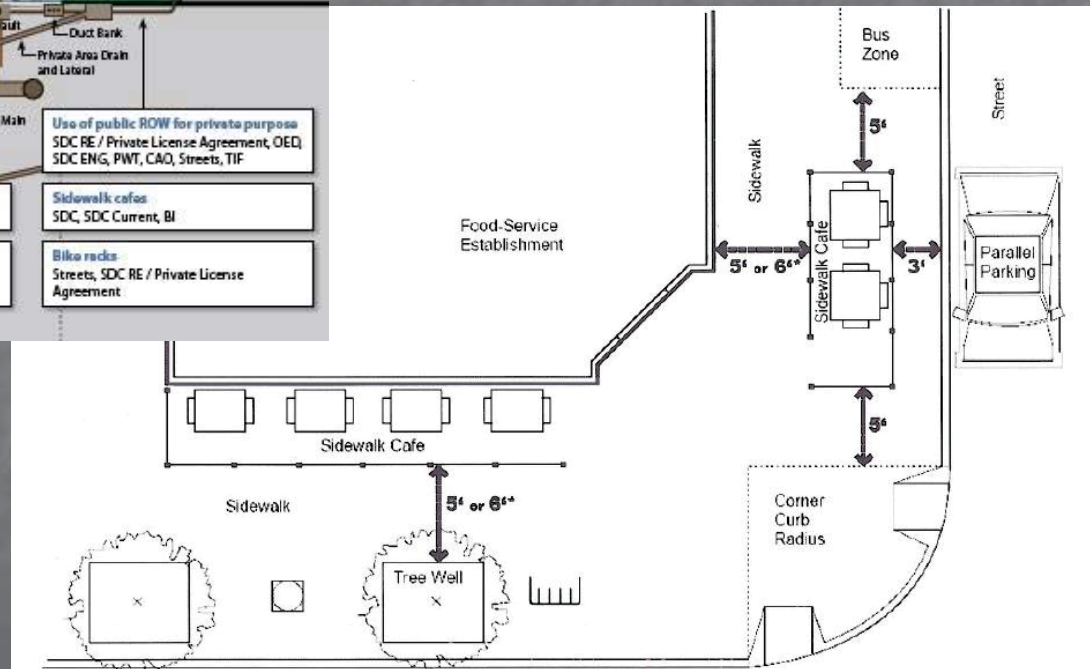 Duct Bank
Private Area Drain
and Lateral
Main
Use of public ROW for private purpose
SDC RE / Private License Agreement, OED,
SDC ENG, PWT, CAO, Streets, TIF
Sidewalk cafes
SDC, SDC Current, BI
Bike racks
Streets, SDC RE / Private License
Agreement
Bus
Zone
Street
5'
Sidewalk
Food-Service
Establishment
5' or 6'*
Sidewalk Cafe
3'
Parallel
Parking
5'
Sidewalk Cafe
Sidewalk
5' or 6'*
Corner
Curb
Radius
Tree Well